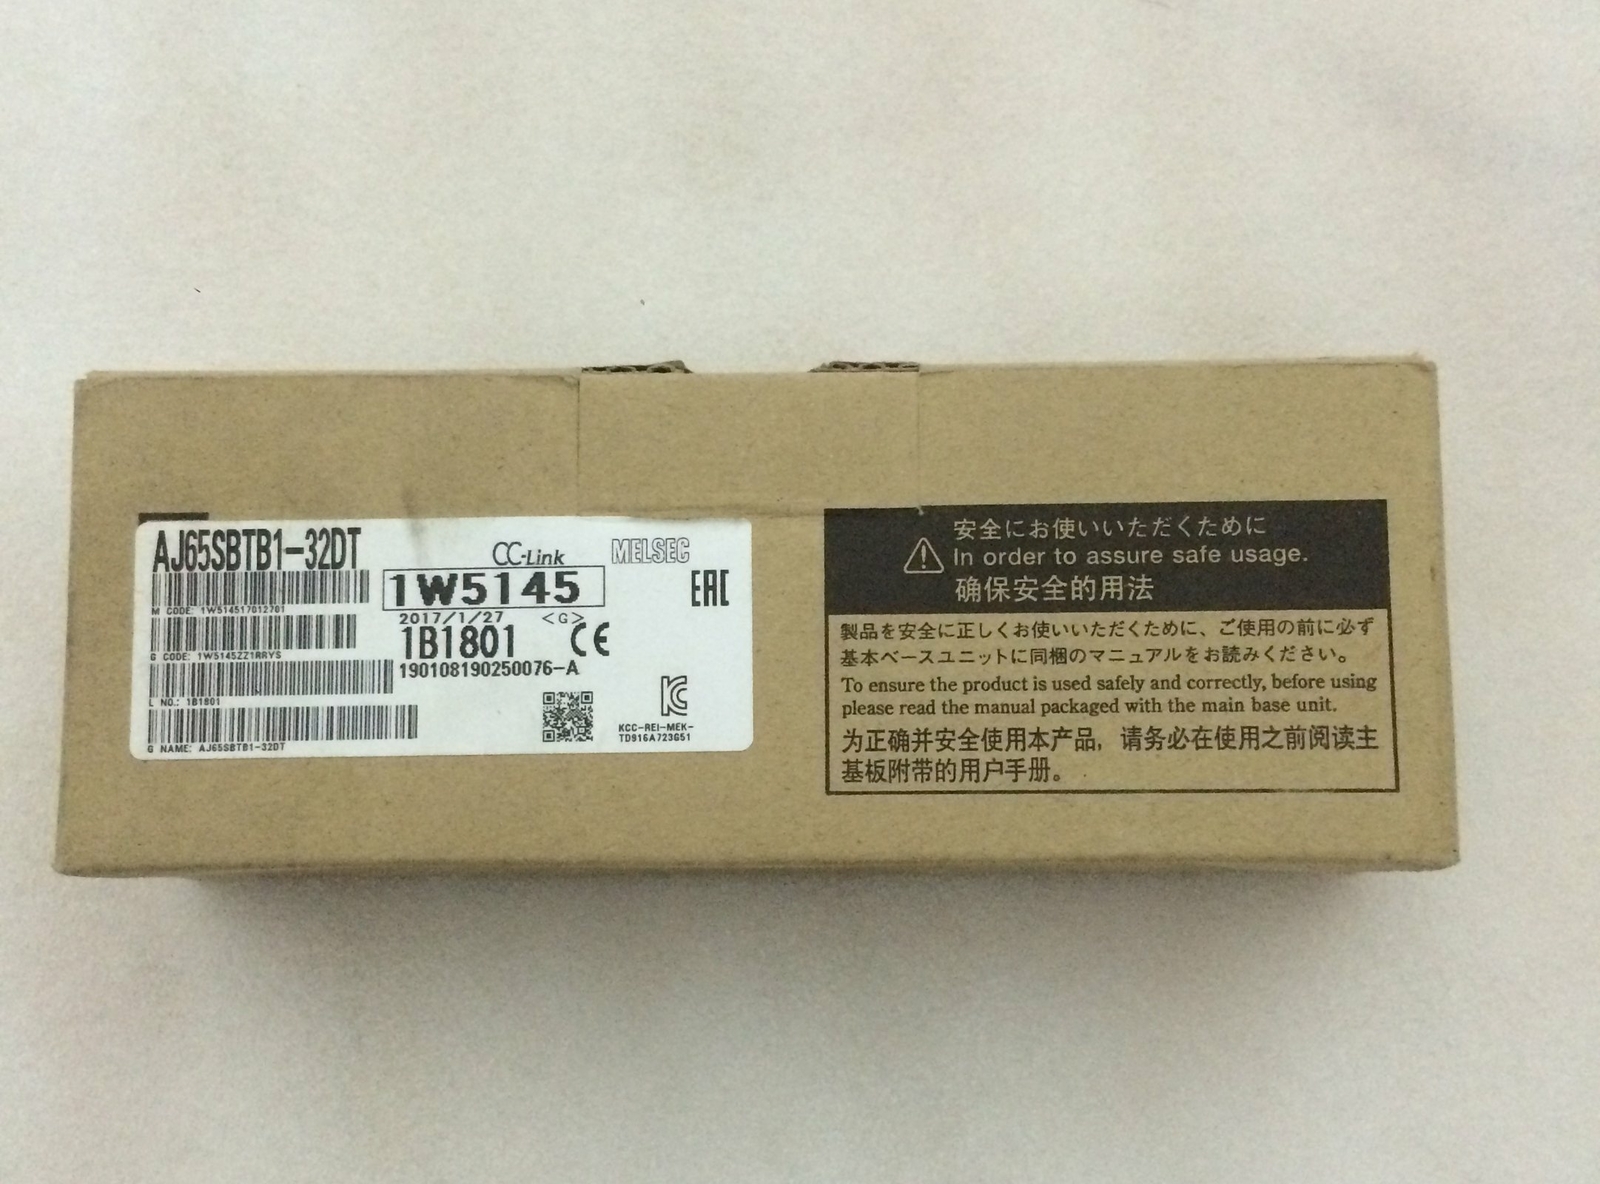 AJ65SBTB1-32DT
CC-Link
MELSEC
M CODE: 1W514517012701
1W5145
EAC
2017/1/27 <G>
G CODE: 1W5145ZZ1RRYS
1B1801
CE
190108190250076-A
L NO.: 1B1801
KCC-REI-MEK-
TD916A723G51
G NAME: AJ65SBTB1-32DT
安全にお使いいただくために
In order to assure safe usage.
确保安全的用法
製品を安全に正しくお使いいただくために、ご使用の前に必ず
基本ベースユニットに同梱のマニュアルをお読みください。
To ensure the product is used safely and correctly, before using
please read the manual packaged with the main base unit.
为正确并安全使用本产品，请务必在使用之前阅读主
基板附带的用户手册。